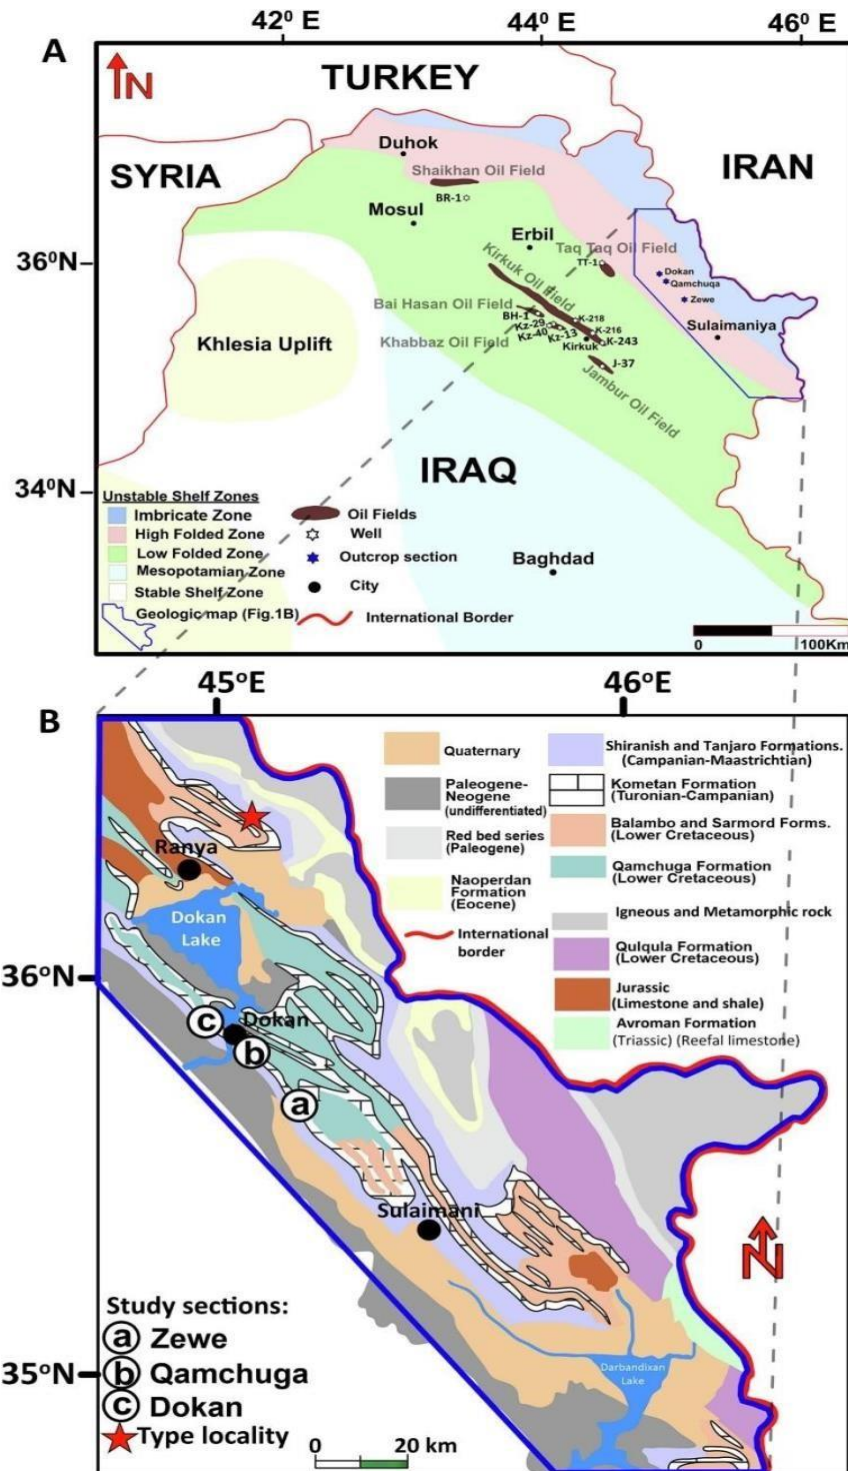 42⁰ E 44⁰ E 46⁰ E
A
N
TURKEY
Duhok
SYRIA
IRAN
Shaikhan Oil Field
BR-1
Mosul
Erbil
Taq Taq Oil Field
TT-1
36⁰N
Kirkuk Oil Field
Dokan
Qamchuqa
Zewe
Bai Hasan Oil Field
BH-1
K-218
Sulaimaniya
Kz-29
Kz-40
Kz-13
K-216
Khlesia Uplift
Khabbaz Oil Field
Kirkuk
K-243
J-37
Jambur Oil Field
IRAQ
34⁰N
Unstable Shelf Zones
Imbricate Zone
High Folded Zone
Low Folded Zone
Mesopotamian Zone
Stable Shelf Zone
Geologic map (Fig.1B)
Oil Fields
Well
Outcrop section
City
International Border
Baghdad
0 100Km
45ᵒE 46ᵒE
B
Quaternary
Paleogene-
Neogene
(undifferentiated)
Red bed series
(Paleogene)
Naoperdan
Formation
(Eocene)
International
border
Shiranish and Tanjaro Formations.
(Campanian-Maastrichtian)
Kometan Formation
(Turonian-Campanian)
Balambo and Sarmord Forms.
(Lower Cretaceous)
Qamchuga Formation
(Lower Cretaceous)
Igneous and Metamorphic rock
Qulqula Formation
(Lower Cretaceous)
Jurassic
(Limestone and shale)
Avroman Formation
(Triassic) (Reefal limestone)
Ranya
Dokan
Lake
36ᵒN
c
Dokan
b
a
Sulaimani
N
Study sections:
a Zewe
b Qamchuga
c Dokan
Type locality
35ᵒN
Darbandixan
Lake
0 20 km